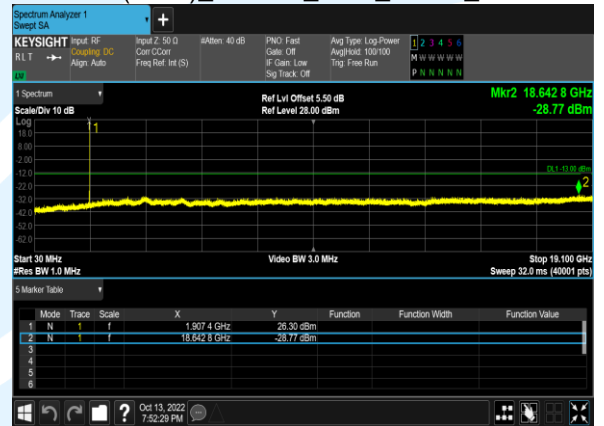 Spectrum Analyzer 1
Swept SA
+
KEYSIGHT
RLT
LVI
Input: RF
Coupling: DC
Align: Auto
Input Z: 50 Ω
CorrCCorr
Freq Ref: Int (S)
#Atten: 40 dB
PNO: Fast
Gate: Off
IF Gain: Low
Sig Track: Off
Avg Type: Log-Power
Avg|Hold: 100/100
Trig: Free Run
1 2 3 4 5 6
M W W W W W
P N N N N N
1 Spectrum
Scale/Div 10 dB
Ref Lvl Offset 5.50 dB
Ref Level 28.00 dBm
Mkr2 18.642 8 GHz
-28.77 dBm
Log
18.0
8.00
-2.00
-12.0
-22.0
-32.0
-42.0
-52.0
-62.0
1
DL1 -13.00 dBm
2
Start 30 MHz
#Res BW 1.0 MHz
Video BW 3.0 MHz
Stop 19.100 GHz
Sweep 32.0 ms (40001 pts)
5 Marker Table
Mode Trace Scale X Y Function Function Width Function Value
1 N 1 f 1.907 4 GHz 26.30 dBm
2 N 1 f 18.642 8 GHz -28.77 dBm
3
4
5
6
?
Oct 13, 2022
7:52:29 PM